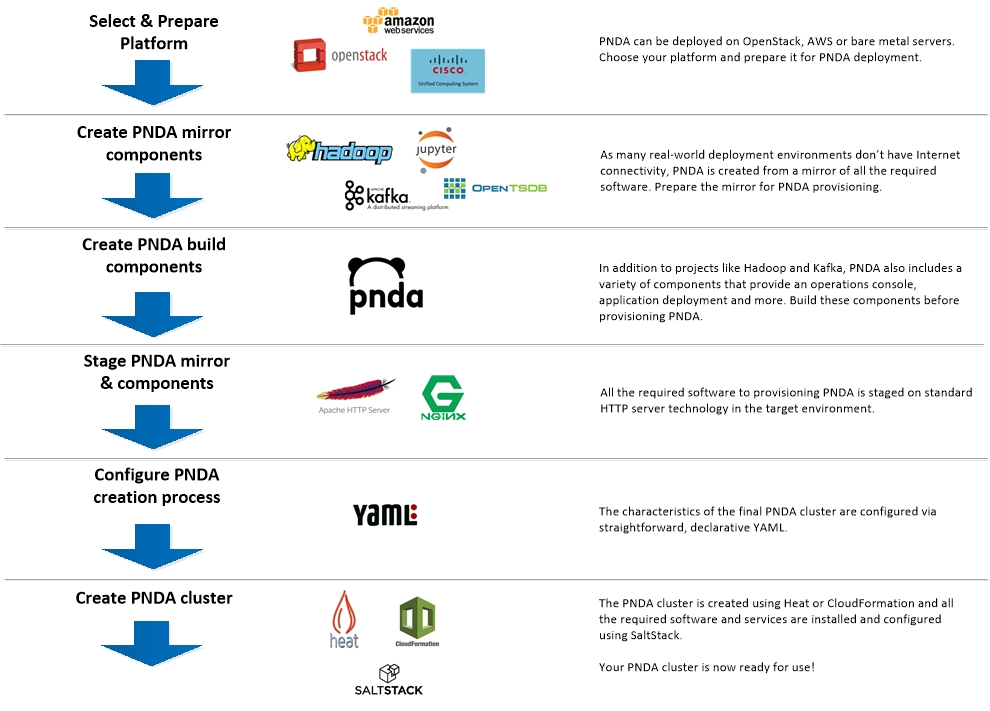 Select & Prepare
Platform
amazon
web services
openstack
CISCO.
Unified Computing System
PNDA can be deployed on OpenStack, AWS or bare metal servers.
Choose your platform and prepare it for PNDA deployment.
Create PNDA mirror
components
hadoop
jupyter
APACHE
kafka
A distributed streaming platform
OPENTSDB
As many real-world deployment environments don’t have Internet
connectivity, PNDA is created from a mirror of all the required
software. Prepare the mirror for PNDA provisioning.
Create PNDA build
components
pnda
In addition to projects like Hadoop and Kafka, PNDA also includes a
variety of components that provide an operations console,
application deployment and more. Build these components before
provisioning PNDA.
Stage PNDA mirror
& components
Apache HTTP Server
NGINX
All the required software to provisioning PNDA is staged on standard
HTTP server technology in the target environment.
Configure PNDA
creation process
YAML
The characteristics of the final PNDA cluster are configured via
straightforward, declarative YAML.
Create PNDA cluster
heat
CloudFormation
SALTSTACK
The PNDA cluster is created using Heat or CloudFormation and all
the required software and services are installed and configured
using SaltStack.
Your PNDA cluster is now ready for use!